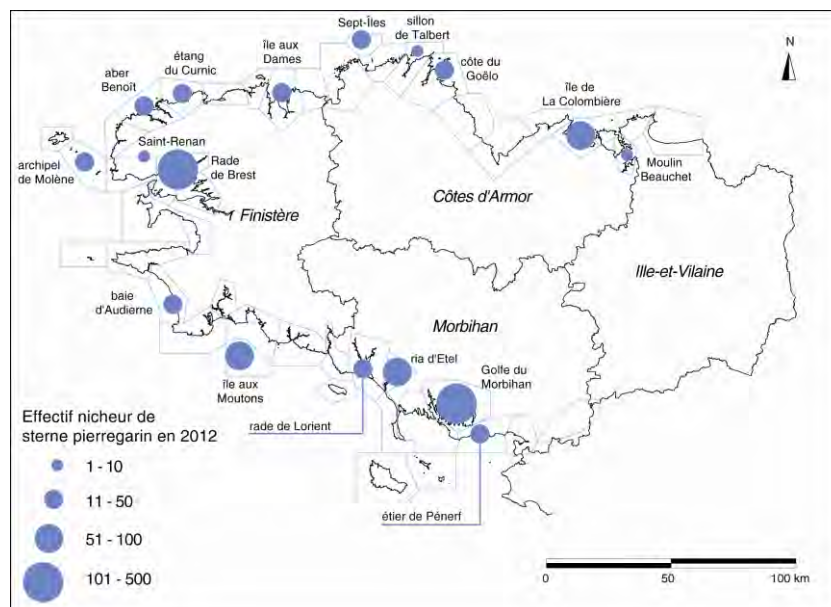 Sept-Îles
sillon
de Talbert
N
île aux
Dames
étang
du Curnic
côte du
Goëlo
aber
Benoît
île de
La Colombière
Saint-Renan
archipel
de Molène
Rade
de Brest
Moulin
Beauchet
Côtes d'Armor
Finistère
Ille-et-Vilaine
baie
d'Audierne
Morbihan
ria d'Etel
Golfe du
Morbihan
île aux
Moutons
rade de Lorient
étier de Pénerf
Effectif nicheur de
sterne pierregarin en 2012
1 - 10
11 - 50
51 - 100
101 - 500
0 50 100 km